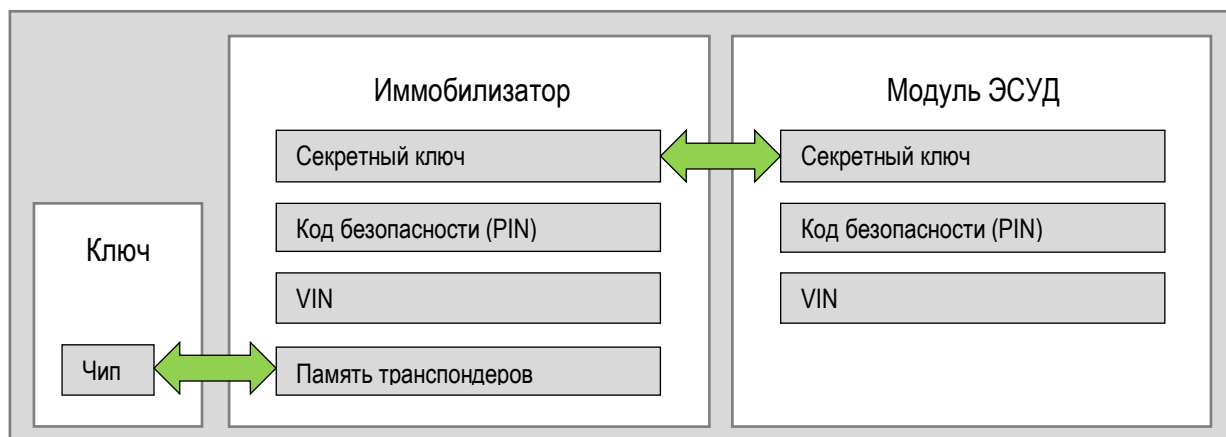 Иммобилизатор
Модуль ЭСУД
Секретный ключ
Секретный ключ
Код безопасности (PIN)
Код безопасности (PIN)
Ключ
VIN
VIN
Чип
Память транспондеров